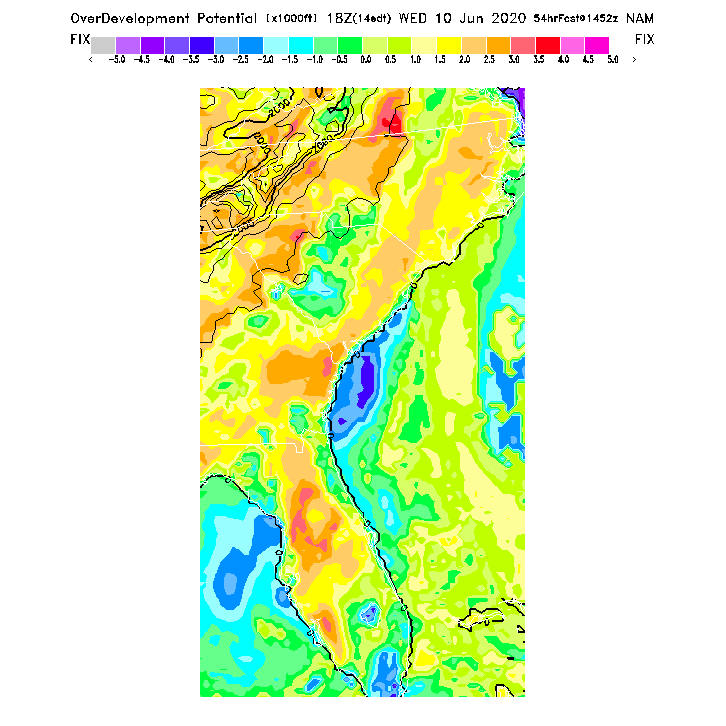 OverDevelopment Potential [x1000ft] 18Z(14edt) WED 10 Jun 2020 54hrFcst@1452z NAM
FIX FIX
< -5.0 -4.5 -4.0 -3.5 -3.0 -2.5 -2.0 -1.5 -1.0 -0.5 0.0 0.5 1.0 1.5 2.0 2.5 3.0 3.5 4.0 4.5 5.0 >
2000